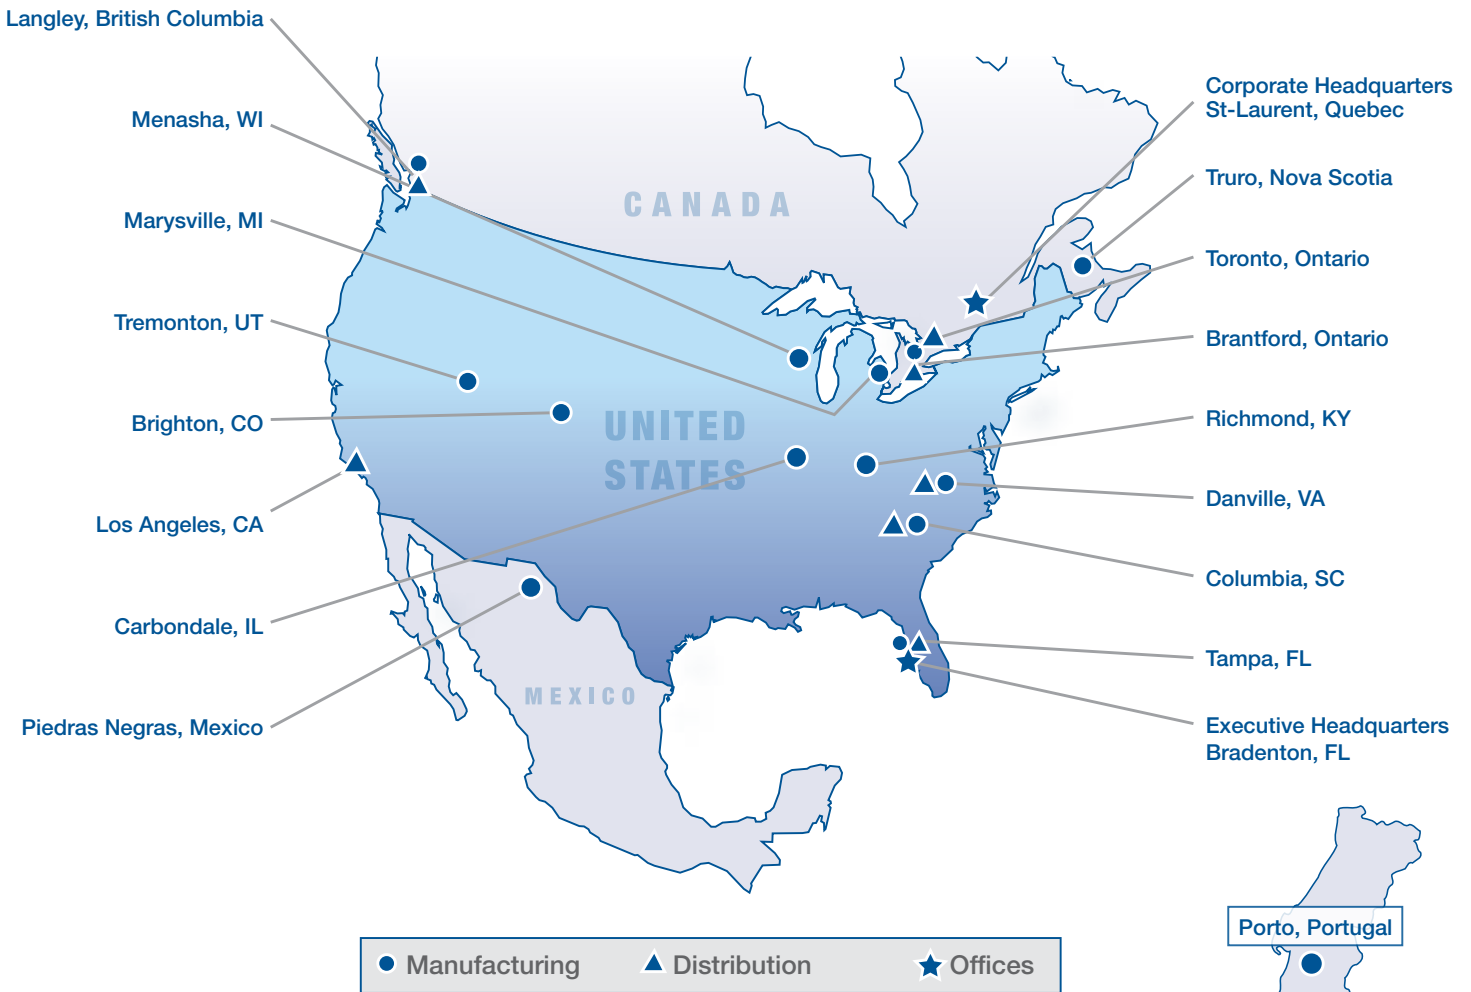 Langley, British Columbia
Menasha, WI
Marysville, MI
Tremonton, UT
Brighton, CO
Los Angeles, CA
Carbondale, IL
Piedras Negras, Mexico
CANADA
UNITED
STATES
MEXICO
Corporate Headquarters
St-Laurent, Quebec
Truro, Nova Scotia
Toronto, Ontario
Brantford, Ontario
Richmond, KY
Danville, VA
Columbia, SC
Tampa, FL
Executive Headquarters
Bradenton, FL
Porto, Portugal
Manufacturing
Distribution
Offices